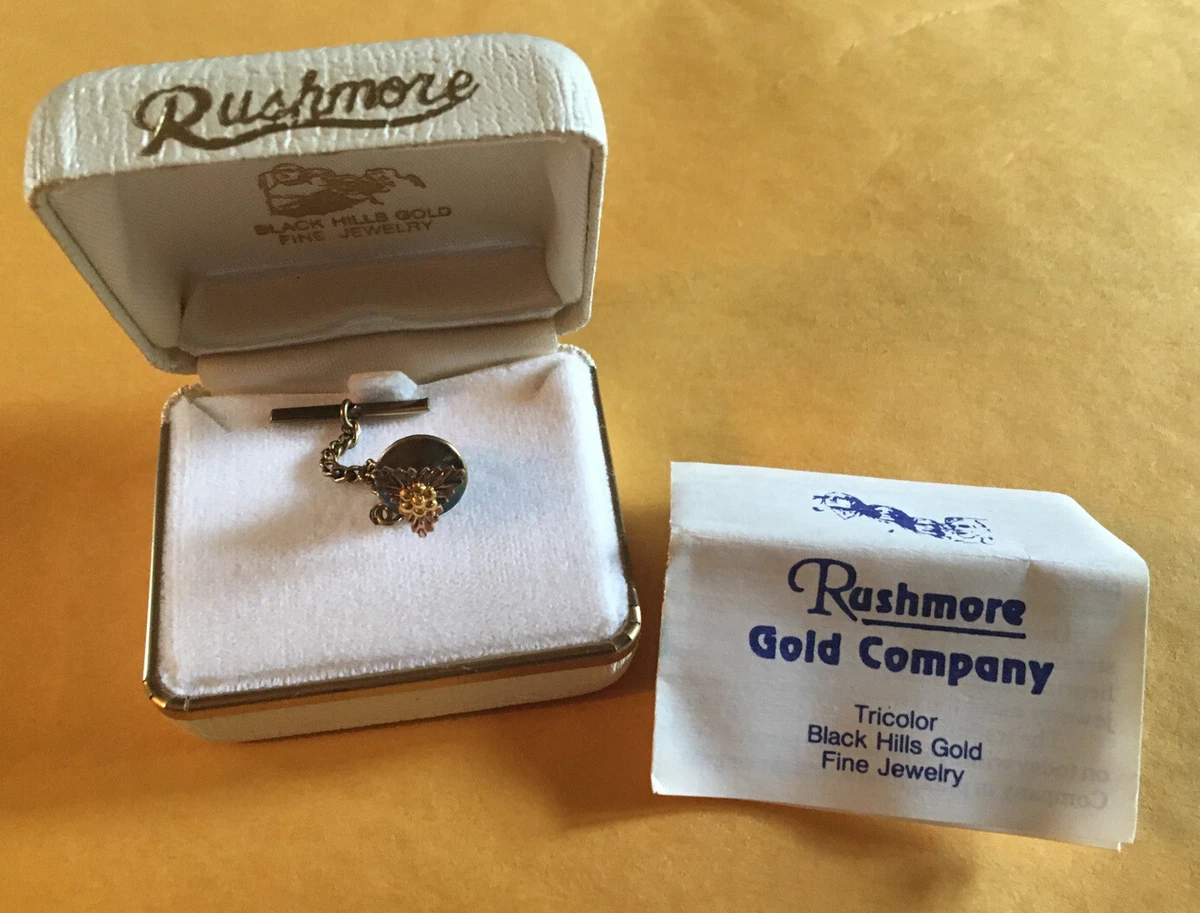 Rushmore
BLACK HILLS GOLD
FINE JEWELRY
Rushmore
Gold Company
Tricolor
Black Hills Gold
Fine Jewelry